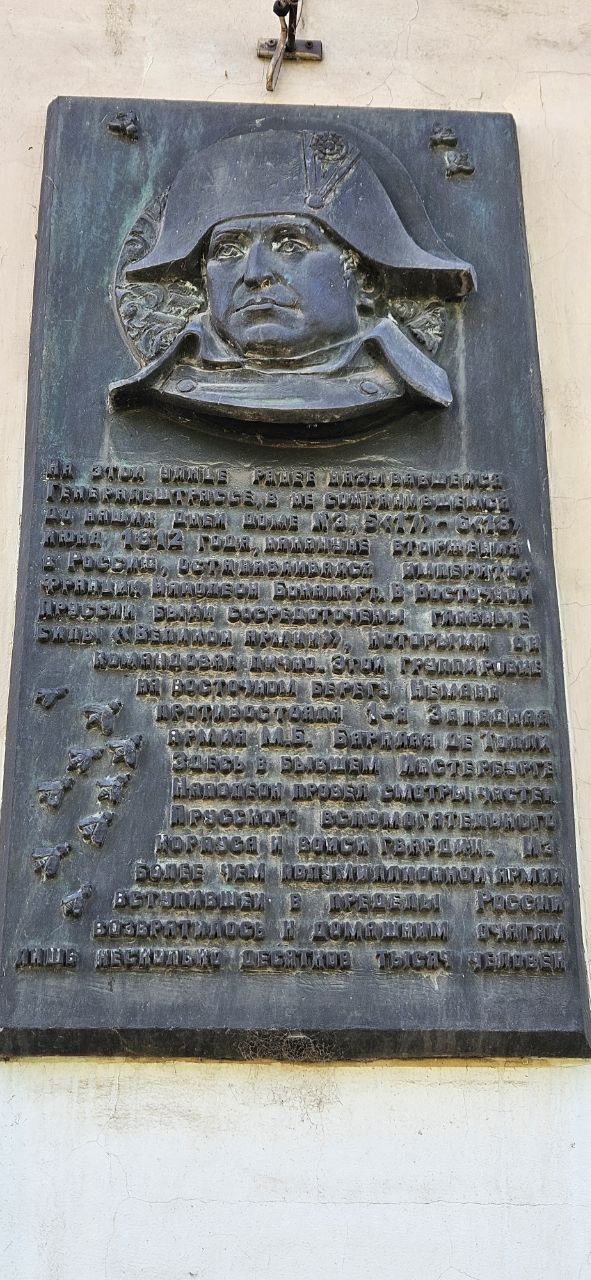 НА ЭТОЙ УЛИЦЕ РАНЕЕ НАЗЫВАВШЕЙСЯ
ГЕНЕРАЛЬШТРАССЕ, В НЕ СОХРАНИВШЕМСЯ
ДО НАШИХ ДНЕЙ ДОМЕ №3, 5<17> - 6<18>
ИЮНЯ, 1812 ГОДА, НАКАНУНЕ ВТОРЖЕНИЯ
В РОССИЮ, ОСТАНАВЛИВАЛСЯ ИМПЕРАТОР
ФРАНЦИИ НАПОЛЕОН БОНАПАРТ. В ВОСТОЧНОЙ
ПРУССИИ БЫЛИ СОСРЕДОТОЧЕНЫ ГЛАВНЫЕ
СИЛЫ «ВЕЛИКОЙ АРМИИ», КОТОРЫМИ ОН
КОМАНДОВАЛ ЛИЧНО. ЭТОЙ ГРУППИРОВКЕ
НА ВОСТОЧНОМ БЕРЕГУ НЕМАНА
ПРОТИВОСТОЯЛА 1-Я ЗАПАДНАЯ
АРМИЯ М.Б. БАРКЛАЯ ДЕ ТОЛЛИ
ЗДЕСЬ В БЫВШЕМ ИНСТЕРБУРГЕ
НАПОЛЕОН ПРОВЕЛ СМОТРЫ ЧАСТЕЙ
ПРУССКОГО ВСПОМОГАТЕЛЬНОГО
КОРПУСА И ВОЙСК ГВАРДИИ. ИЗ
БОЛЕЕ ЧЕМ ПОЛУМИЛЛИОННОЙ АРМИИ
ВСТУПИВШЕЙ В ПРЕДЕЛЫ РОССИИ
ВОЗВРАТИЛОСЬ К ДОМАШНИМ ОЧАГАМ
ЛИШЬ НЕСКОЛЬКО ДЕСЯТКОВ ТЫСЯЧ ЧЕЛОВЕК